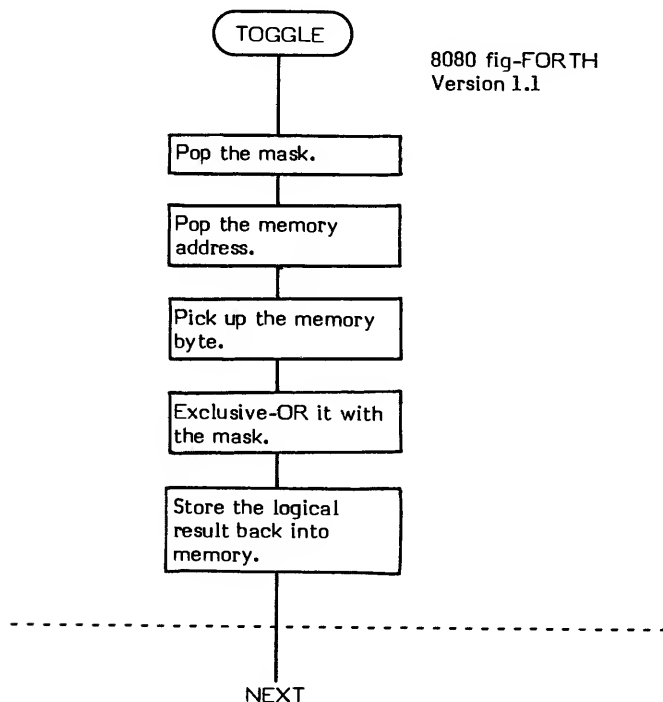 TOGGLE
8080 fig-FORTH
Version 1.1
Pop the mask.
Pop the memory
address.
Pick up the memory
byte.
Exclusive-OR it with
the mask.
Store the logical
result back into
memory.
NEXT